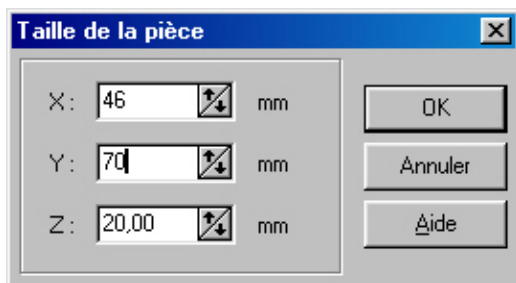 Taille de la pièce
X: 46 mm OK
Y: 70 mm Annuler
Z: 20,00 mm Aide